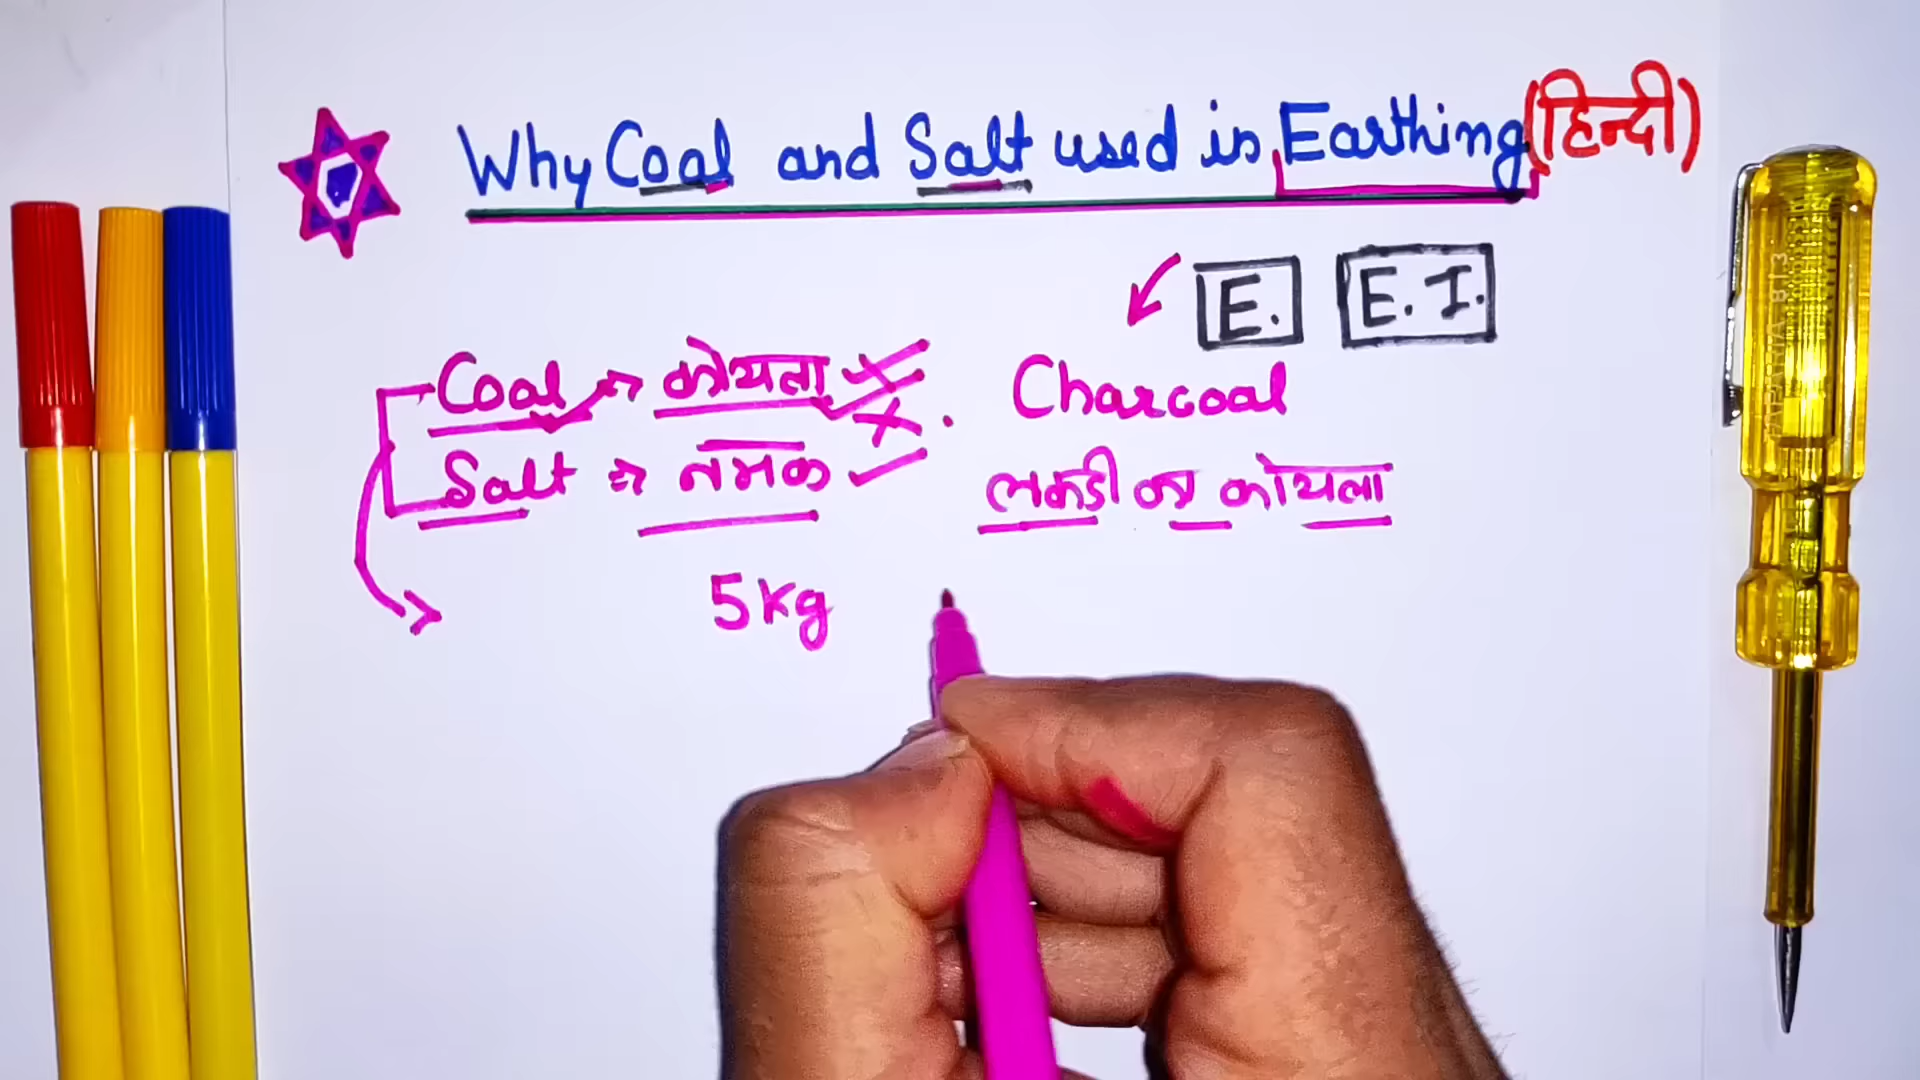 Why Coal and Salt used in Earthing (हिन्दी)
E. E.I.
Coal → कोयला Charcoal
Salt → नमक लकडी का कोयला
5kg